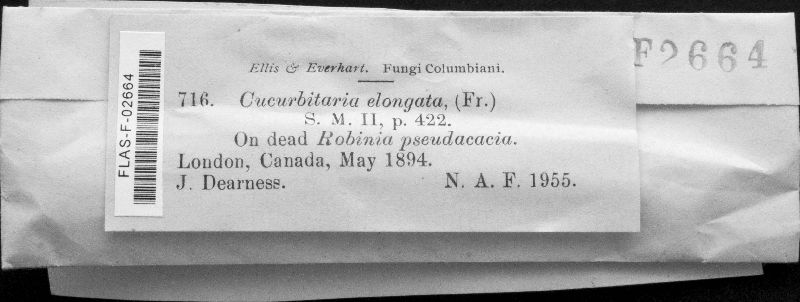 FLAS-F-02664
F2664
Ellis & Everhart. Fungi Columbiani.
716. Cucurbitaria elongata, (Fr.)
S. M. II, p. 422.
On dead Robinia pseudacacia.
London, Canada, May 1894.
J. Dearness. N. A. F. 1955.